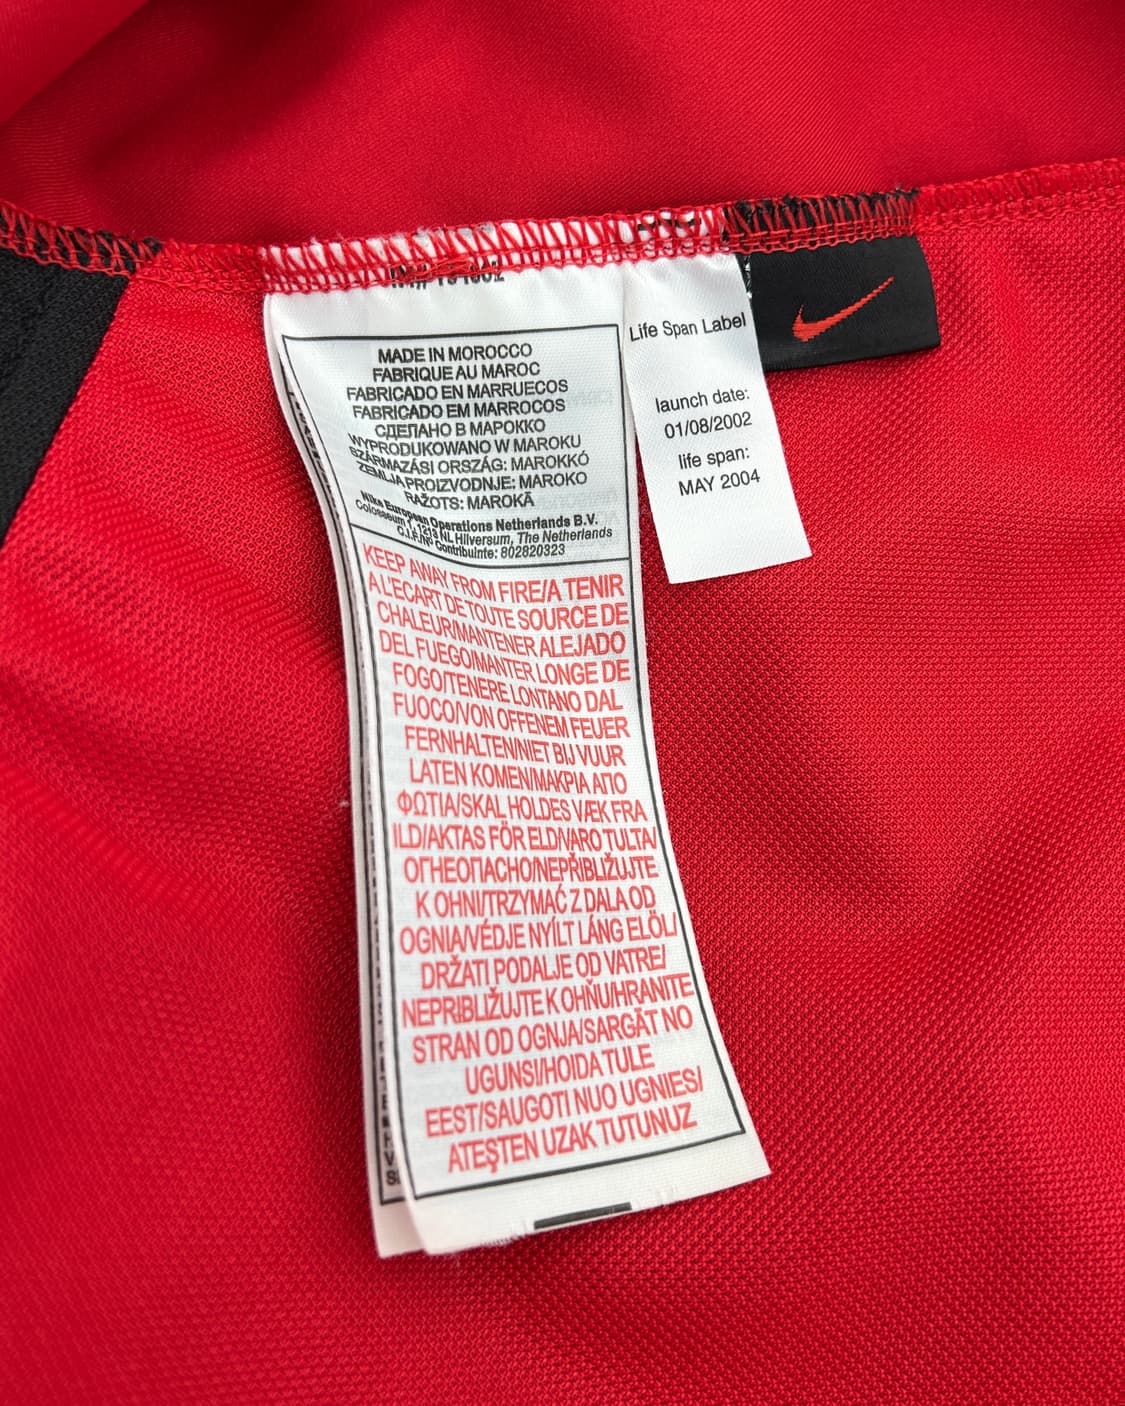 MADE IN MOROCCO
FABRIQUE AU MAROC
FABRICADO EN MARRUECOS
FABRICADO EM MARROCOS
СДЕЛАНО В МАРОККО
WYPRODUKOWANO W MAROKU
SZÁRMAZÁSI ORSZÁG: MAROKKÓ
ZEMLJA PROIZVODNJE: MAROKO
RAŽOTS: MAROKĀ
Nike European Operations Netherlands B.V.
Colosseum 1, 1213 NL Hilversum, The Netherlands
C.I.F./Nº Contribuinte: 802820323
KEEP AWAY FROM FIRE/A TENIR
A L'ECART DE TOUTE SOURCE DE
CHALEUR/MANTENER ALEJADO
DEL FUEGO/MANTER LONGE DE
FOGO/TENERE LONTANO DAL
FUOCO/VON OFFENEM FEUER
FERNHALTEN/NIET BIJ VUUR
LATEN KOMEN/ΜΑΚΡΙΑ ΑΠΟ
ΦΩΤΙΑ/SKAL HOLDES VÆK FRA
ILD/AKTAS FÖR ELD/VARO TULTA/
ОГНЕОПАСНО/NEPŘIBLIŽUJTE
K OHNI/TRZYMAĆ Z DALA OD
OGNIA/VÉDJE NYÍLT LÁNG ELÖL/
DRŽATI PODALJE OD VATRE/
NEPRIBLIŽUJTE K OHŇU/HRANITE
STRAN OD OGNJA/SARGĀT NO
UGUNS/HOIDA TULE
EEST/SAUGOTI NUO UGNIES/
ATEŞTEN UZAK TUTUNUZ
Life Span Label
launch date:
01/08/2002
life span:
MAY 2004